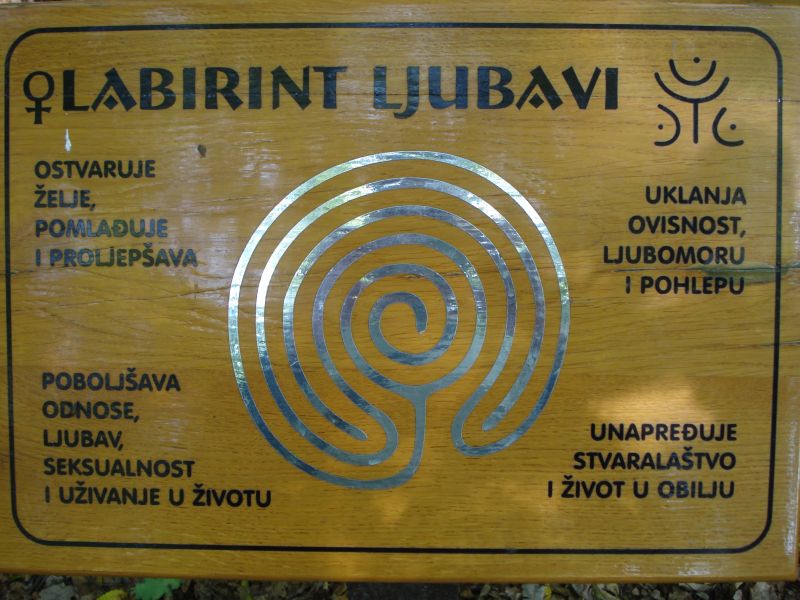 LABIRINT LJUBAVI
OSTVARUJE
ŽELJE,
POMLAĐUJE
I PROLJEPŠAVA
UKLANJA
OVISNOST,
LJUBOMORU
I POHLEPU
POBOLJŠAVA
ODNOSE,
LJUBAV,
SEKSUALNOST
I UŽIVANJE U ŽIVOTU
UNAPREĐUJE
STVARALAŠTVO
I ŽIVOT U OBILJU